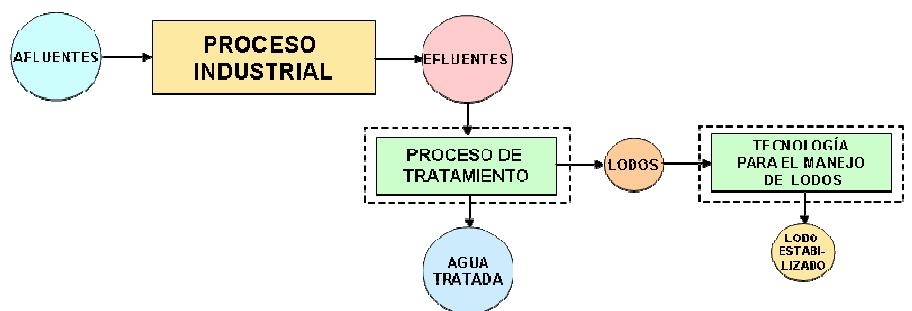 AFLUENTES
PROCESO
INDUSTRIAL
EFLUENTES
PROCESO DE
TRATAMIENTO
LODOS
TECNOLOGÍA
PARA EL MANEJO
DE LODOS
AGUA
TRATADA
LODO
ESTABI-
LIZADO